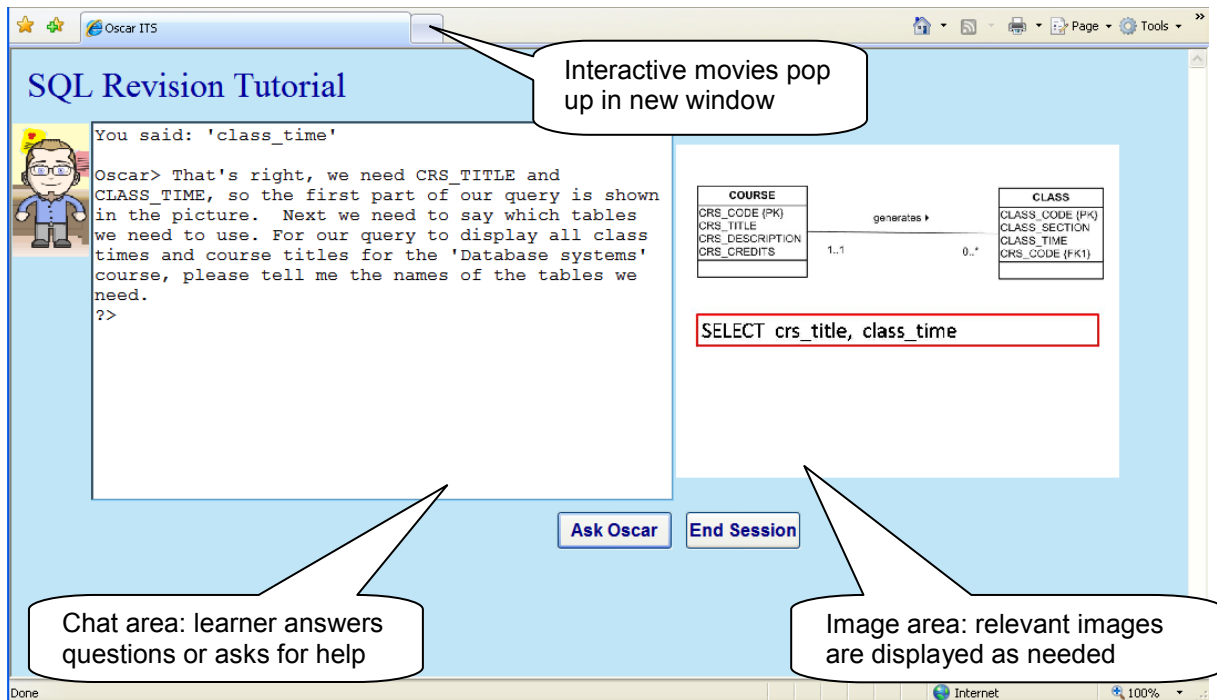 Oscar ITS
Page
Tools
»
SQL Revision Tutorial
Interactive movies pop
up in new window
You said: 'class_time'
Oscar> That's right, we need CRS_TITLE and
CLASS_TIME, so the first part of our query is shown
in the picture.  Next we need to say which tables
we need to use. For our query to display all class
times and course titles for the 'Database systems'
course, please tell me the names of the tables we
need.
?>
COURSE
CRS_CODE {PK}
CRS_TITLE
CRS_DESCRIPTION
CRS_CREDITS
generates
1..1
0..*
CLASS
CLASS_CODE {PK}
CLASS_SECTION
CLASS_TIME
CRS_CODE {FK1}
SELECT crs_title, class_time
Ask Oscar
End Session
Chat area: learner answers
questions or asks for help
Image area: relevant images
are displayed as needed
Done
Internet
100%